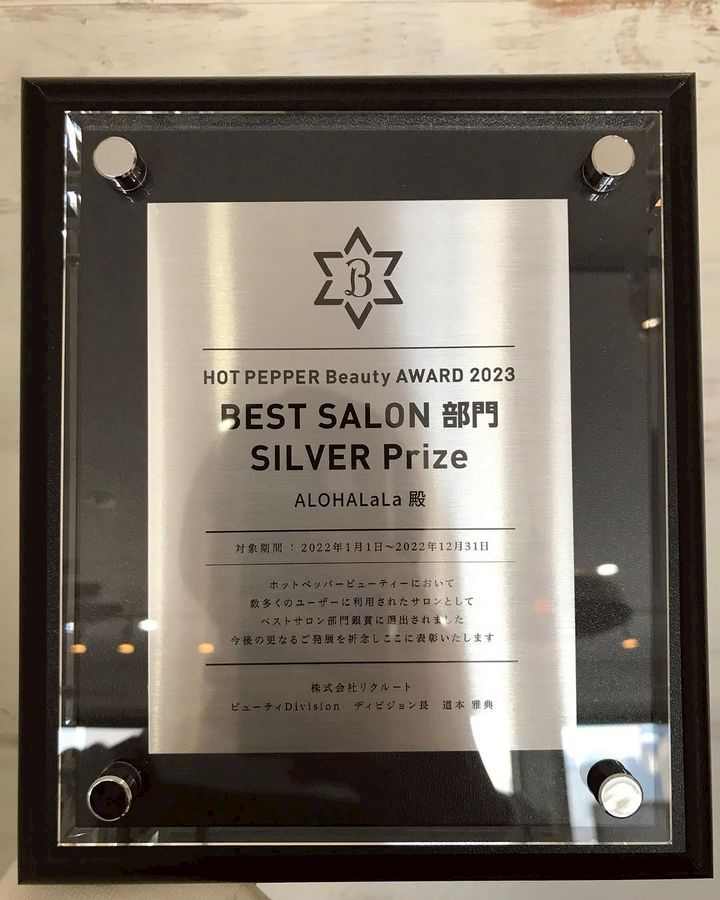 B
HOT PEPPER Beauty AWARD 2023
BEST SALON 部門
SILVER Prize
ALOHALaLa 殿
対象期間：2022年1月1日～2022年12月31日
ホットペッパービューティーにおいて
数多くのユーザーに利用されたサロンとして
ベストサロン部門銀賞に選出されました
今後の更なるご発展を祈念しここに表彰いたします
株式会社リクルート
ビューティDivision　ディビジョン長　道本 雅典